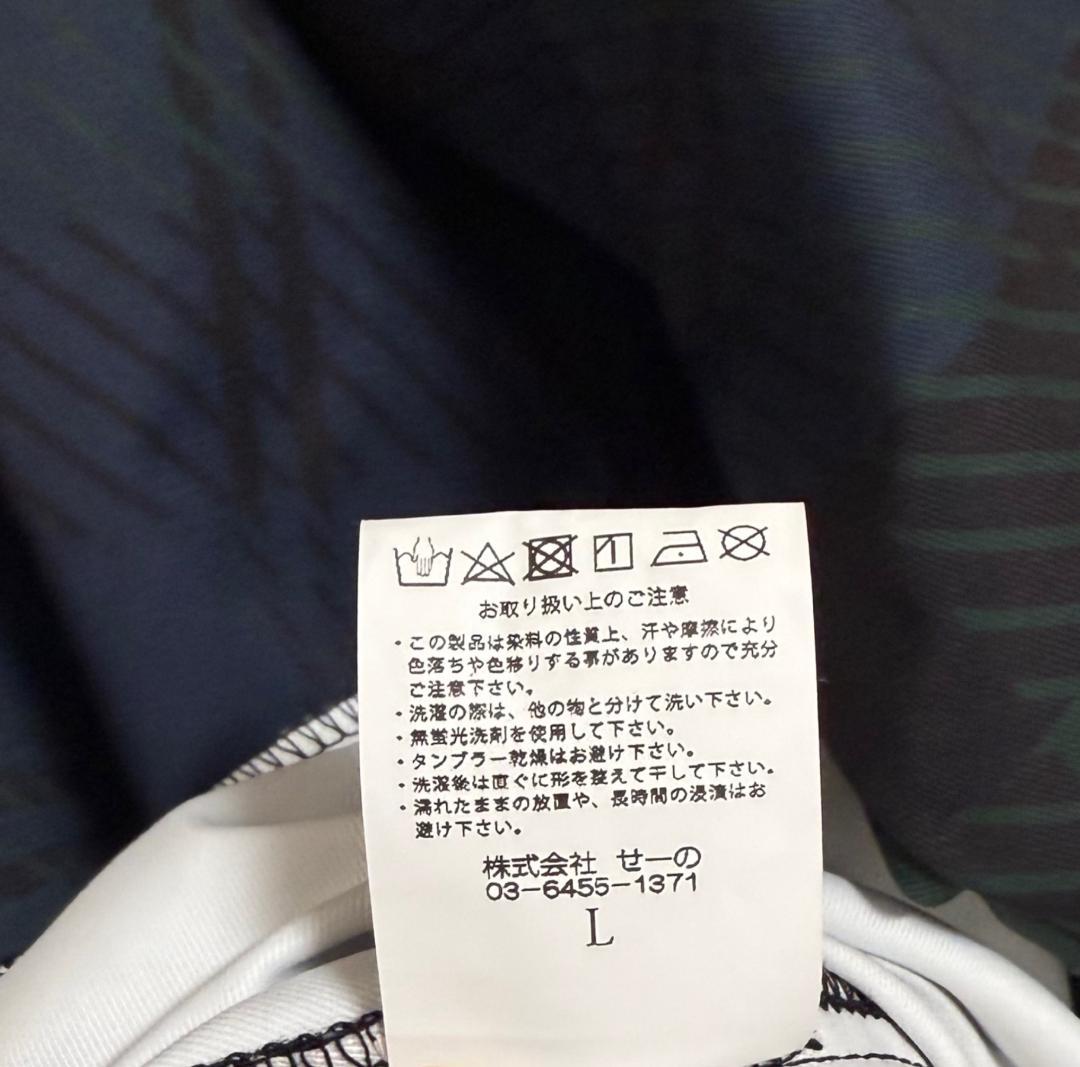 お取り扱い上のご注意
・この製品は染料の性質上、汗や摩擦により
色落ちや色移りする事がありますので充分
ご注意下さい。
・洗濯の際は、他の物と分けて洗い下さい。
・無蛍光洗剤を使用して下さい。
・タンブラー乾燥はお避け下さい。
・洗濯後は直ぐに形を整えて干して下さい。
・濡れたままの放置や、長時間の浸漬はお
避け下さい。
株式会社 せーの
03-6455-1371
L